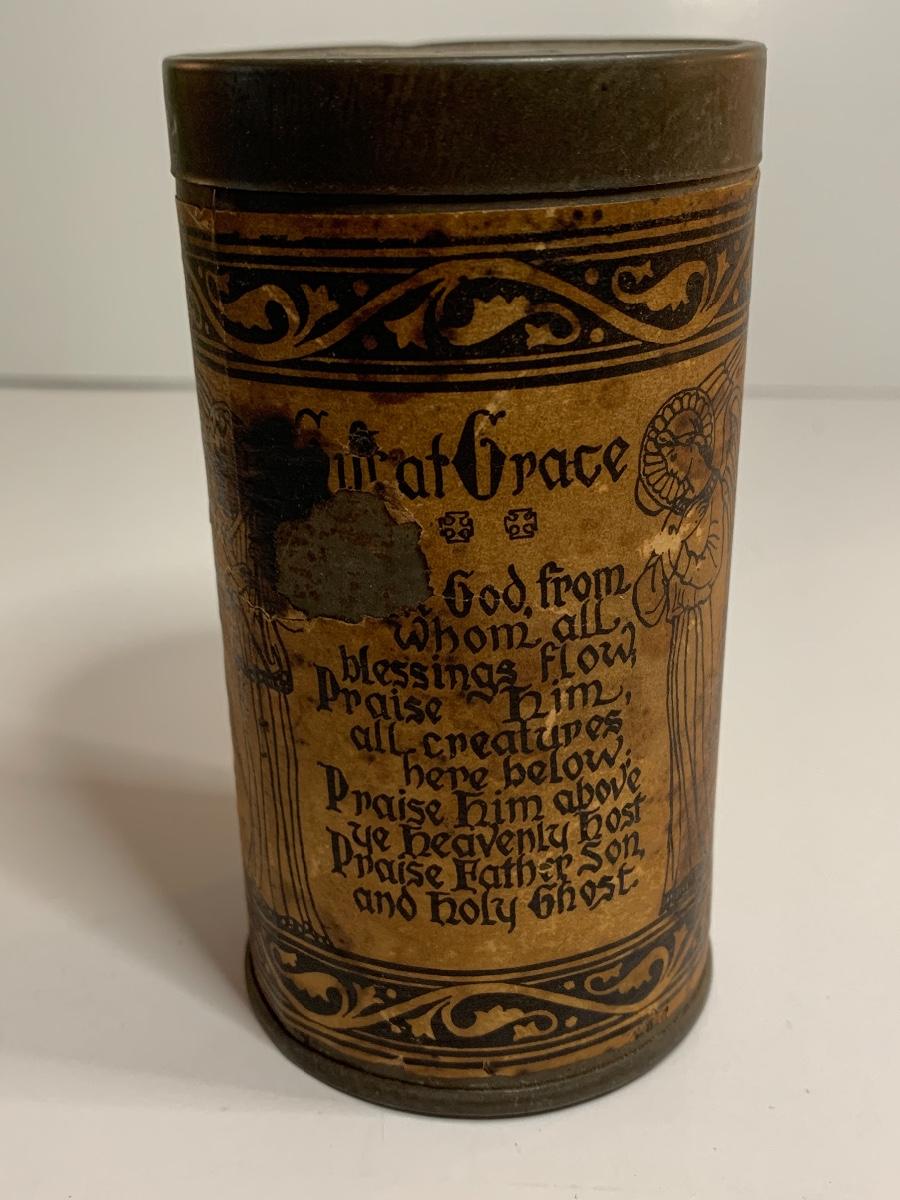 at Grace
God, from
whom all,
blessings flow,
Praise him,
all creatures
here below.
Praise him above
ye heavenly host
Praise Father Son,
and holy Ghost.